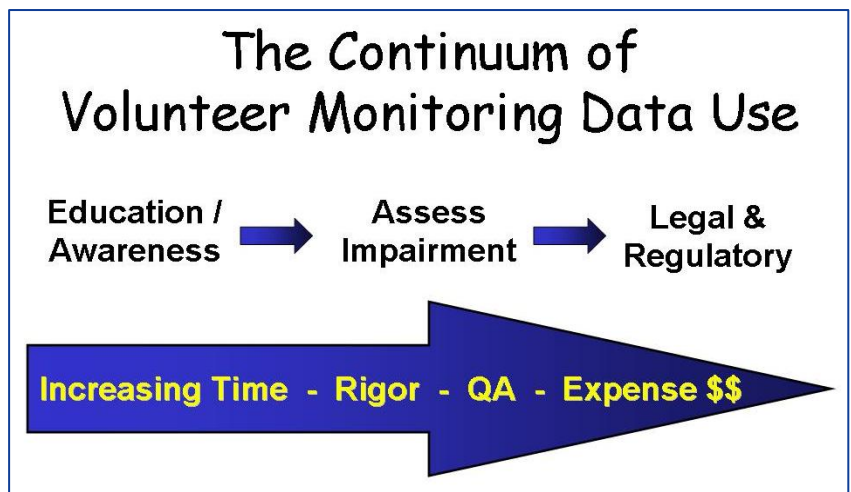 The Continuum of
Volunteer Monitoring Data Use
Education /
Awareness
Assess
Impairment
Legal &
Regulatory
Increasing Time - Rigor - QA - Expense $$